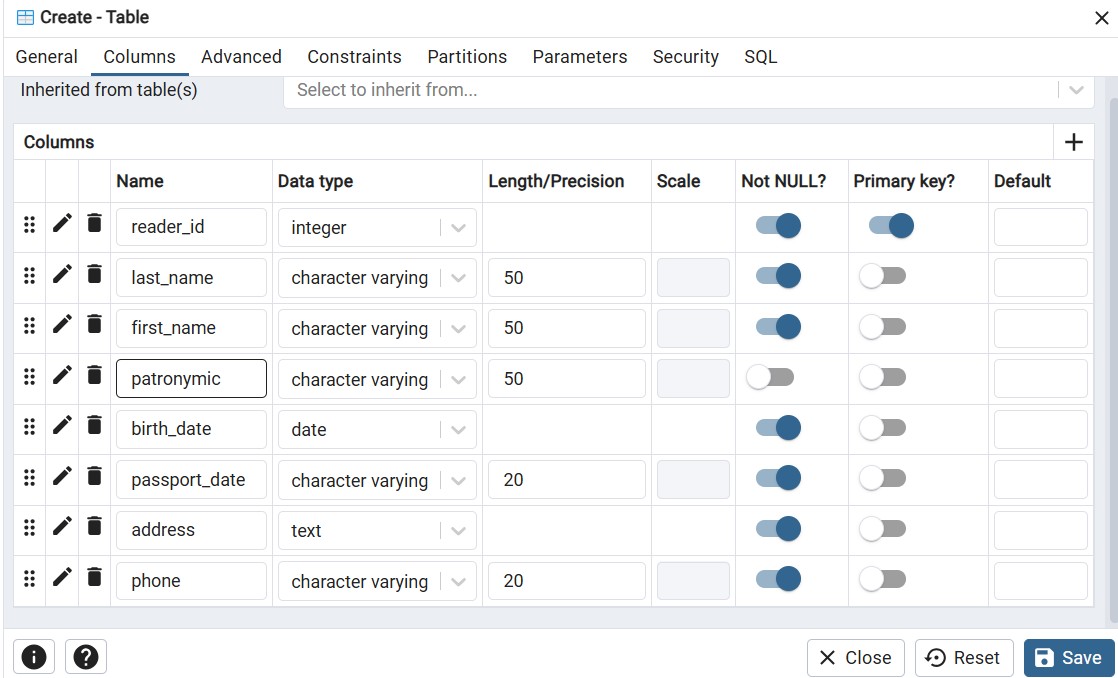 Create - Table
General Columns Advanced Constraints Partitions Parameters Security SQL
Inherited from table(s) Select to inherit from...
Columns
Name Data type Length/Precision Scale Not NULL? Primary key? Default
reader_id integer
last_name character varying 50
first_name character varying 50
patronymic character varying 50
birth_date date
passport_date character varying 20
address text
phone character varying 20
Close Reset Save